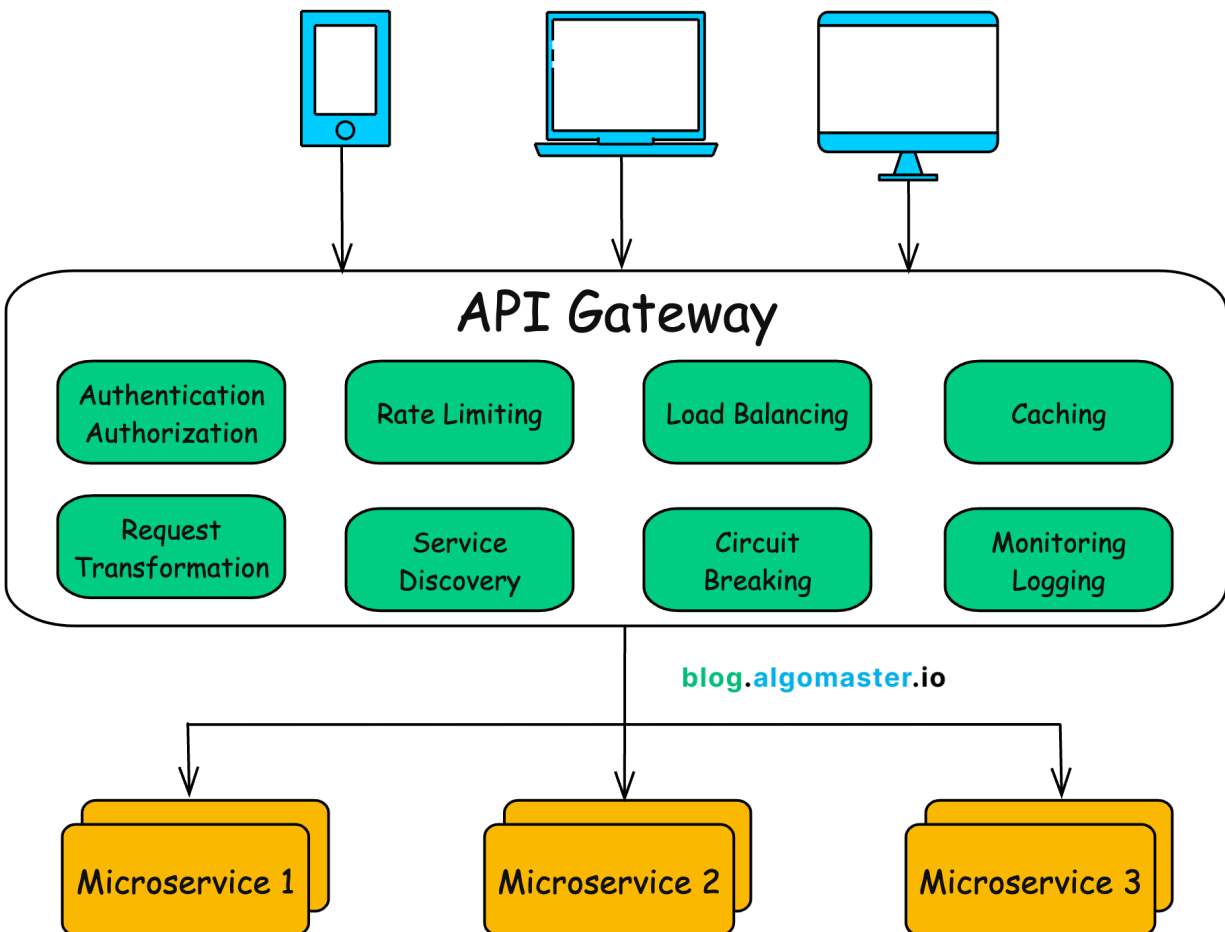 API Gateway
Authentication
Authorization
Rate Limiting
Load Balancing
Caching
Request
Transformation
Service
Discovery
Circuit
Breaking
Monitoring
Logging
blog.algomaster.io
Microservice 1
Microservice 2
Microservice 3